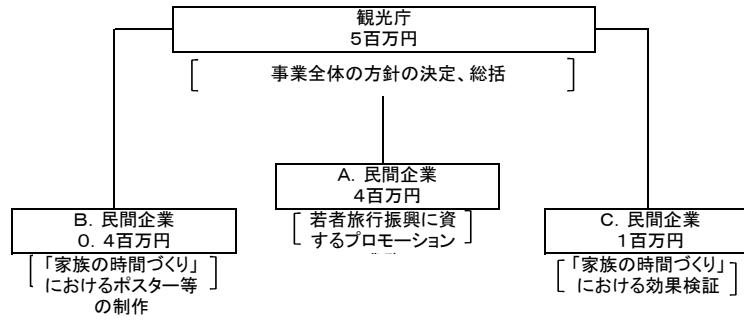 観光庁
5百万円
事業全体の方針の決定、総括
A. 民間企業
4百万円
若者旅行振興に資
するプロモーション
B. 民間企業
0. 4百万円
「家族の時間づくり」
におけるポスター等
の制作
C. 民間企業
1百万円
「家族の時間づくり」
における効果検証